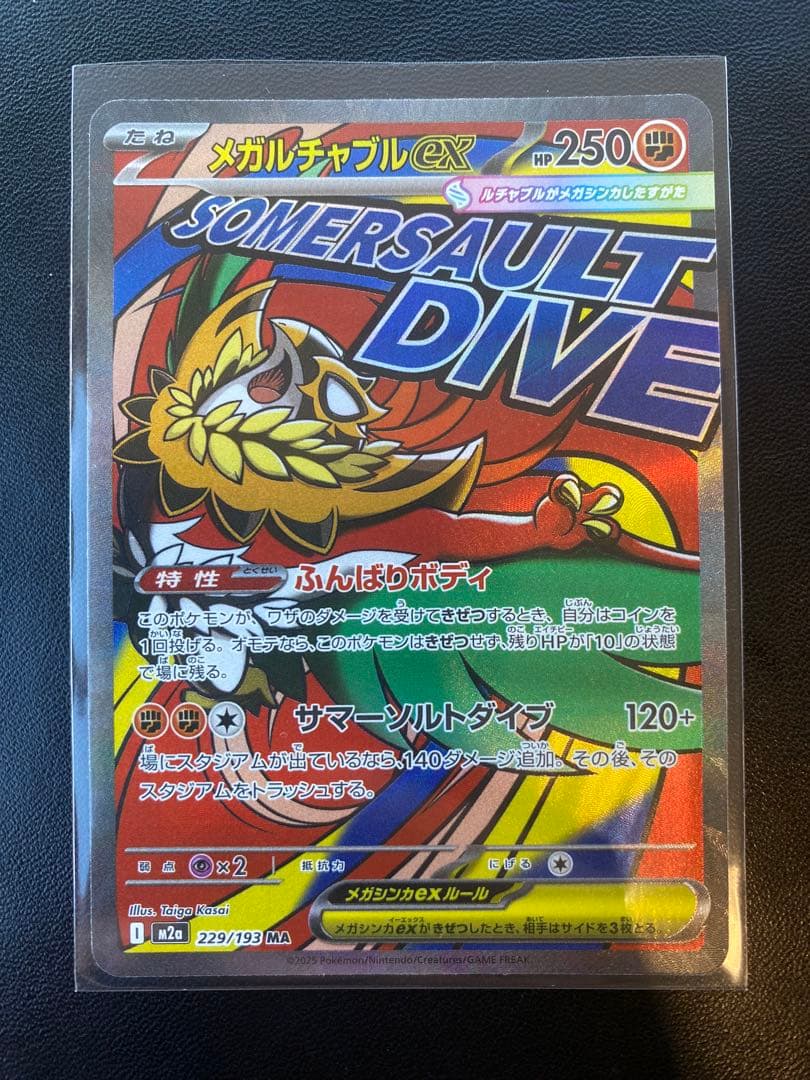 たね
メガルチャブルex
HP250
ルチャブルがメガシンカしたすがた
SOMERSAULT
DIVE
特性
とくせい
ふんばりボディ
このポケモンが、ワザのダメージを受けてきぜつするとき、自分はコインを
1回投げる。オモテなら、このポケモンはきぜつせず、残りHPが「10」の状態
で場に残る。
サマーソルトダイブ 120+
場にスタジアムが出ているなら、140ダメージ追加。その後、その
スタジアムをトラッシュする。
弱点 ×2 抵抗力 にげる
メガシンカexルール
メガシンカexがきぜつしたとき、相手はサイドを3枚とる。
Illus. Taiga Kasai
I M2a 229/193 MA
©2025 Pokémon/Nintendo/Creatures/GAME FREAK.